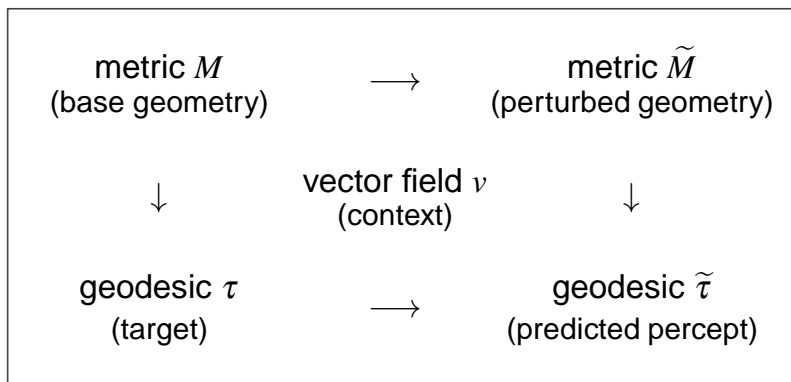 metric M ⟶ metric M̃
(base geometry) (perturbed geometry)
vector field v
↓ (context) ↓
geodesic τ ⟶ geodesic τ̃
(target) (predicted percept)